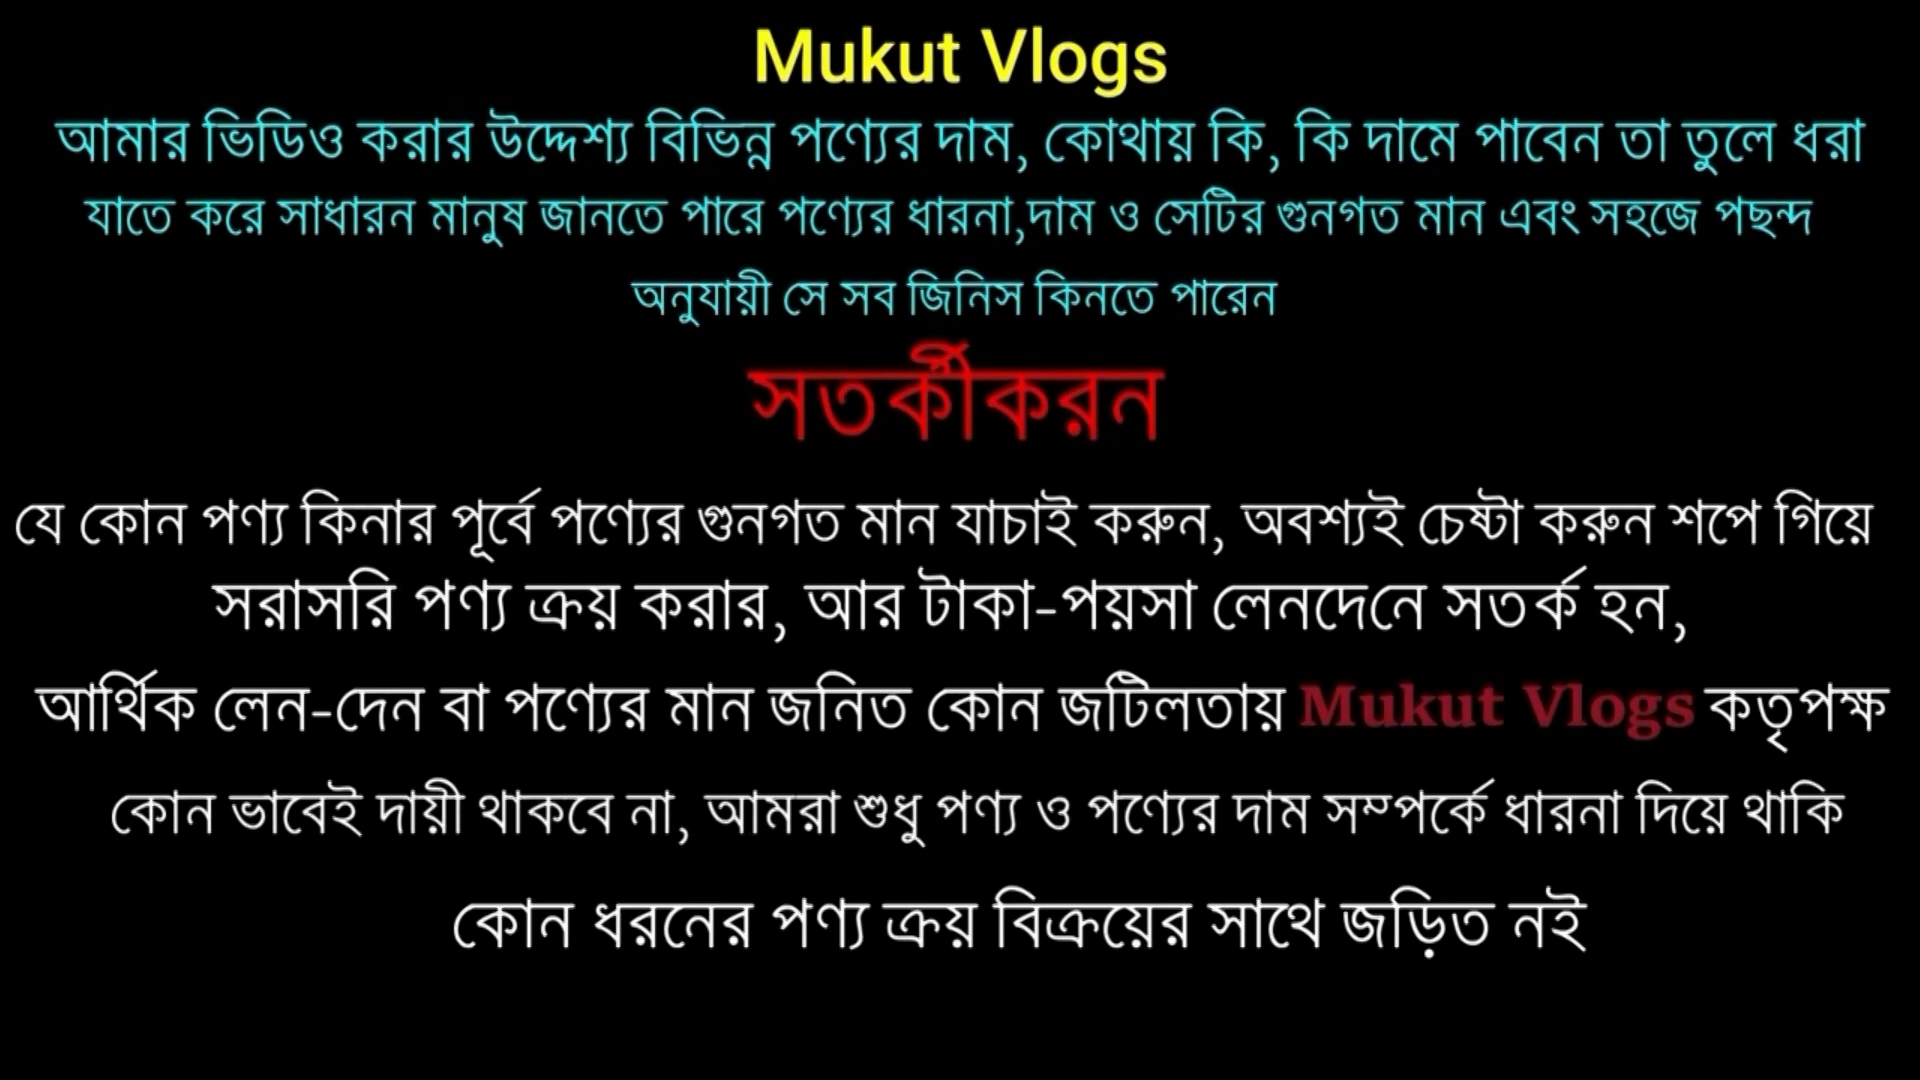 Mukut Vlogs
আমার ভিডিও করার উদ্দেশ্য বিভিন্ন পণ্যের দাম, কোথায় কি, কি দামে পাবেন তা তুলে ধরা
যাতে করে সাধারন মানুষ জানতে পারে পণ্যের ধারনা,দাম ও সেটির গুনগত মান এবং সহজে পছন্দ
অনুযায়ী সে সব জিনিস কিনতে পারেন
সতর্কীকরন
যে কোন পণ্য কিনার পূর্বে পণ্যের গুনগত মান যাচাই করুন, অবশ্যই চেষ্টা করুন শপে গিয়ে
সরাসরি পণ্য ক্রয় করার, আর টাকা-পয়সা লেনদেনে সতর্ক হন,
আর্থিক লেন-দেন বা পণ্যের মান জনিত কোন জটিলতায় Mukut Vlogs কতৃপক্ষ
কোন ভাবেই দায়ী থাকবে না, আমরা শুধু পণ্য ও পণ্যের দাম সম্পর্কে ধারনা দিয়ে থাকি
কোন ধরনের পণ্য ক্রয় বিক্রয়ের সাথে জড়িত নই